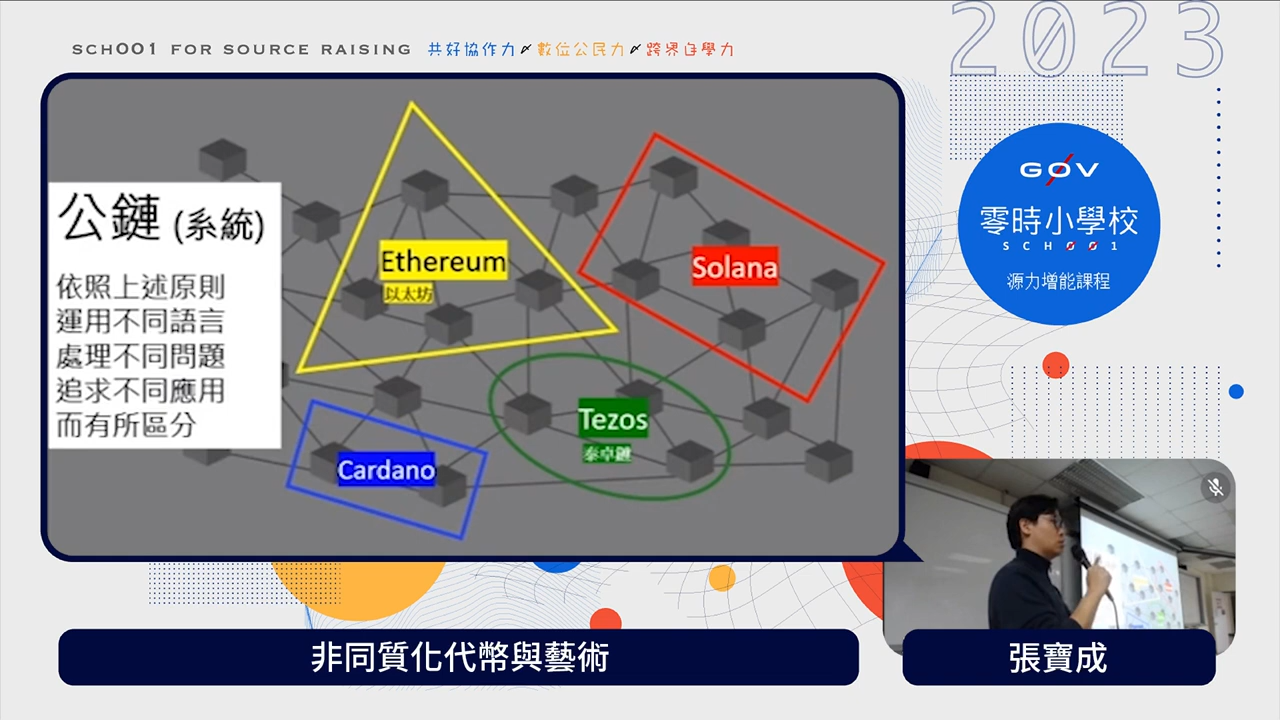 SCH001 FOR SOURCE RAISING 共好協作力 數位公民力 跨界自學力
2023
公鏈 (系統)
依照上述原則
運用不同語言
處理不同問題
追求不同應用
而有所區分
Ethereum
以太坊
Solana
Tezos
泰卓鏈
Cardano
G0V
零時小學校
SCH001
源力增能課程
非同質化代幣與藝術
張寶成